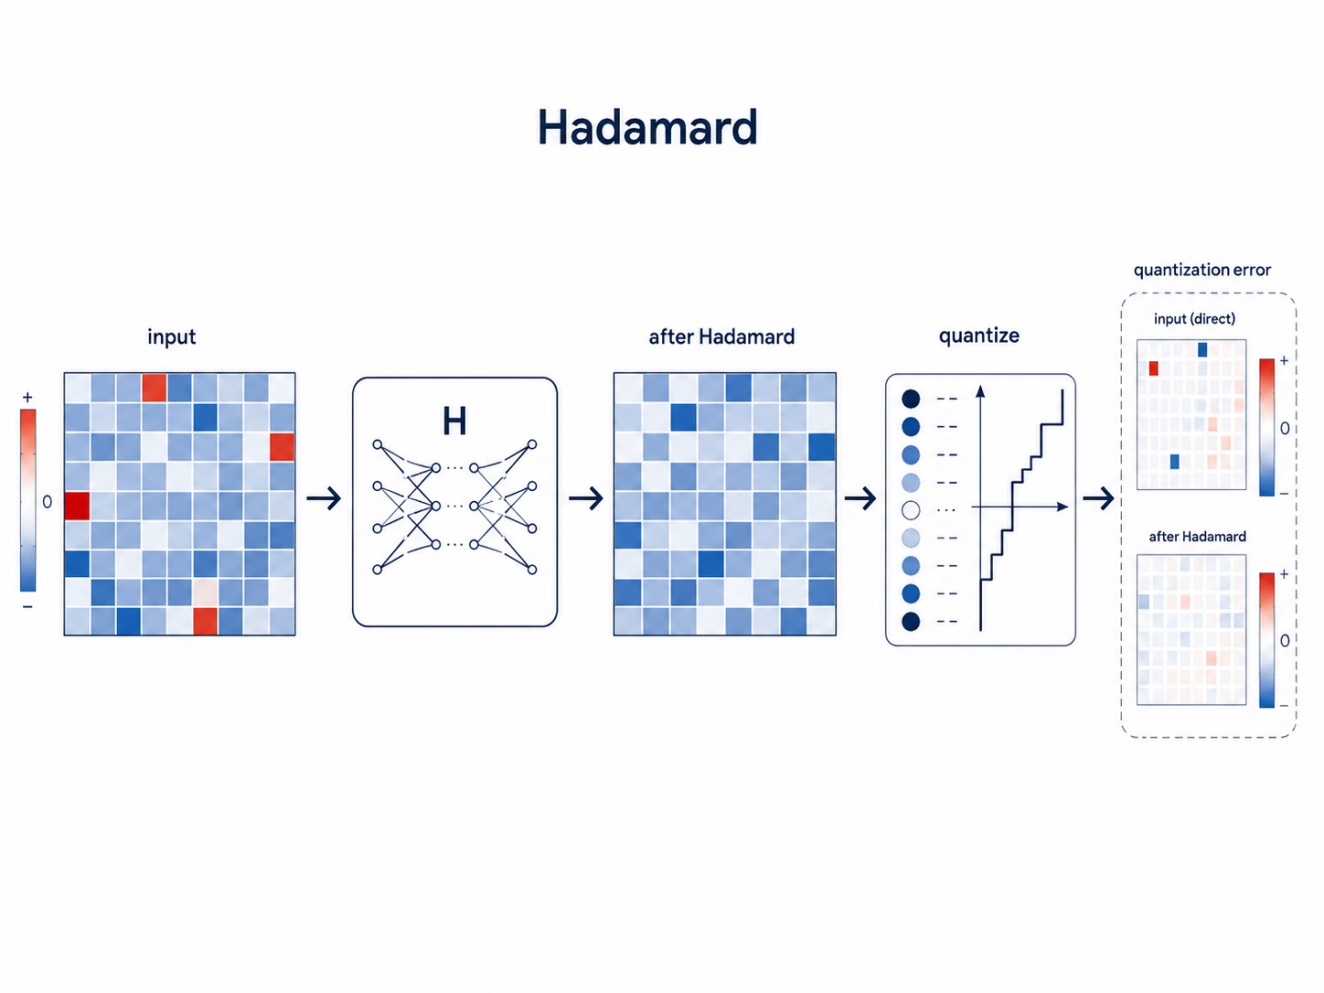 Hadamard
input
+
0
−
H
after Hadamard
quantize
quantization error
input (direct)
+
0
−
after Hadamard
+
0
−